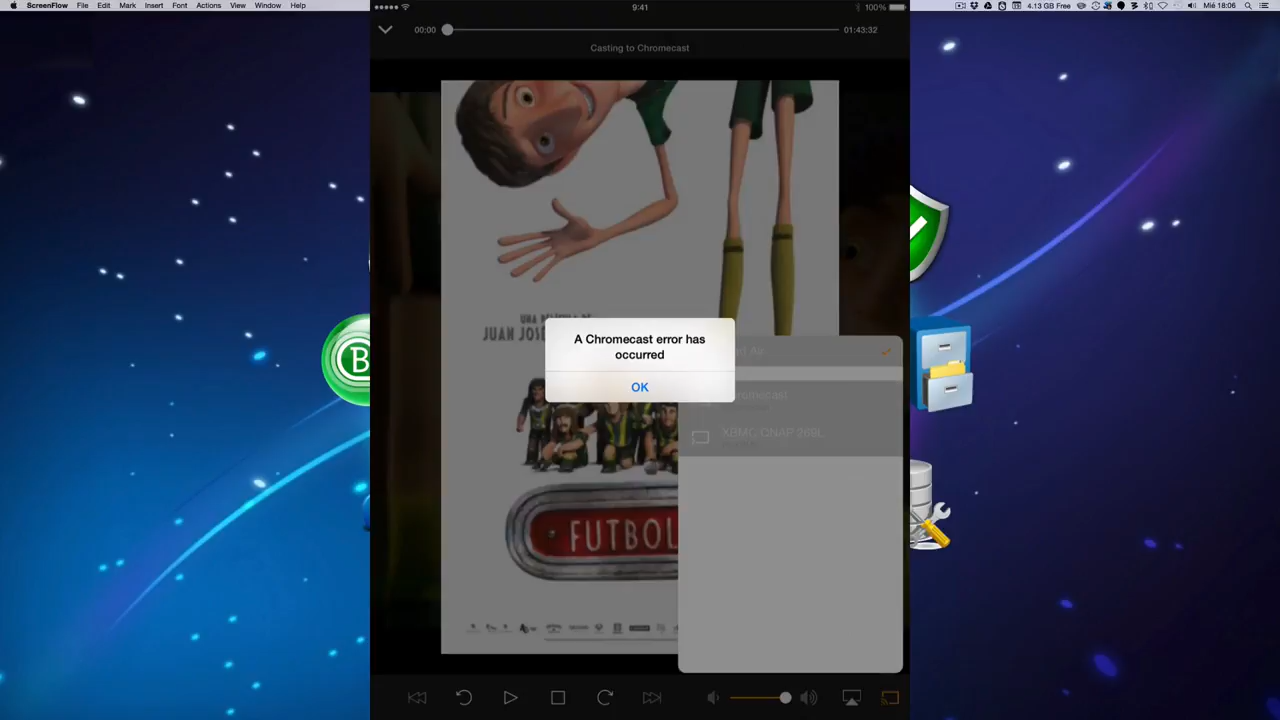 ScreenFlow File Edit Mark Insert Font Actions View Window Help
4.13 GB Free Mié 18:06
9:41
100%
00:00
01:43:32
Casting to Chromecast
UNA PELÍCULA DE
A Chromecast error has
occurred
OK
Chromecast
XBMC QNAP 269L
FUTBOL